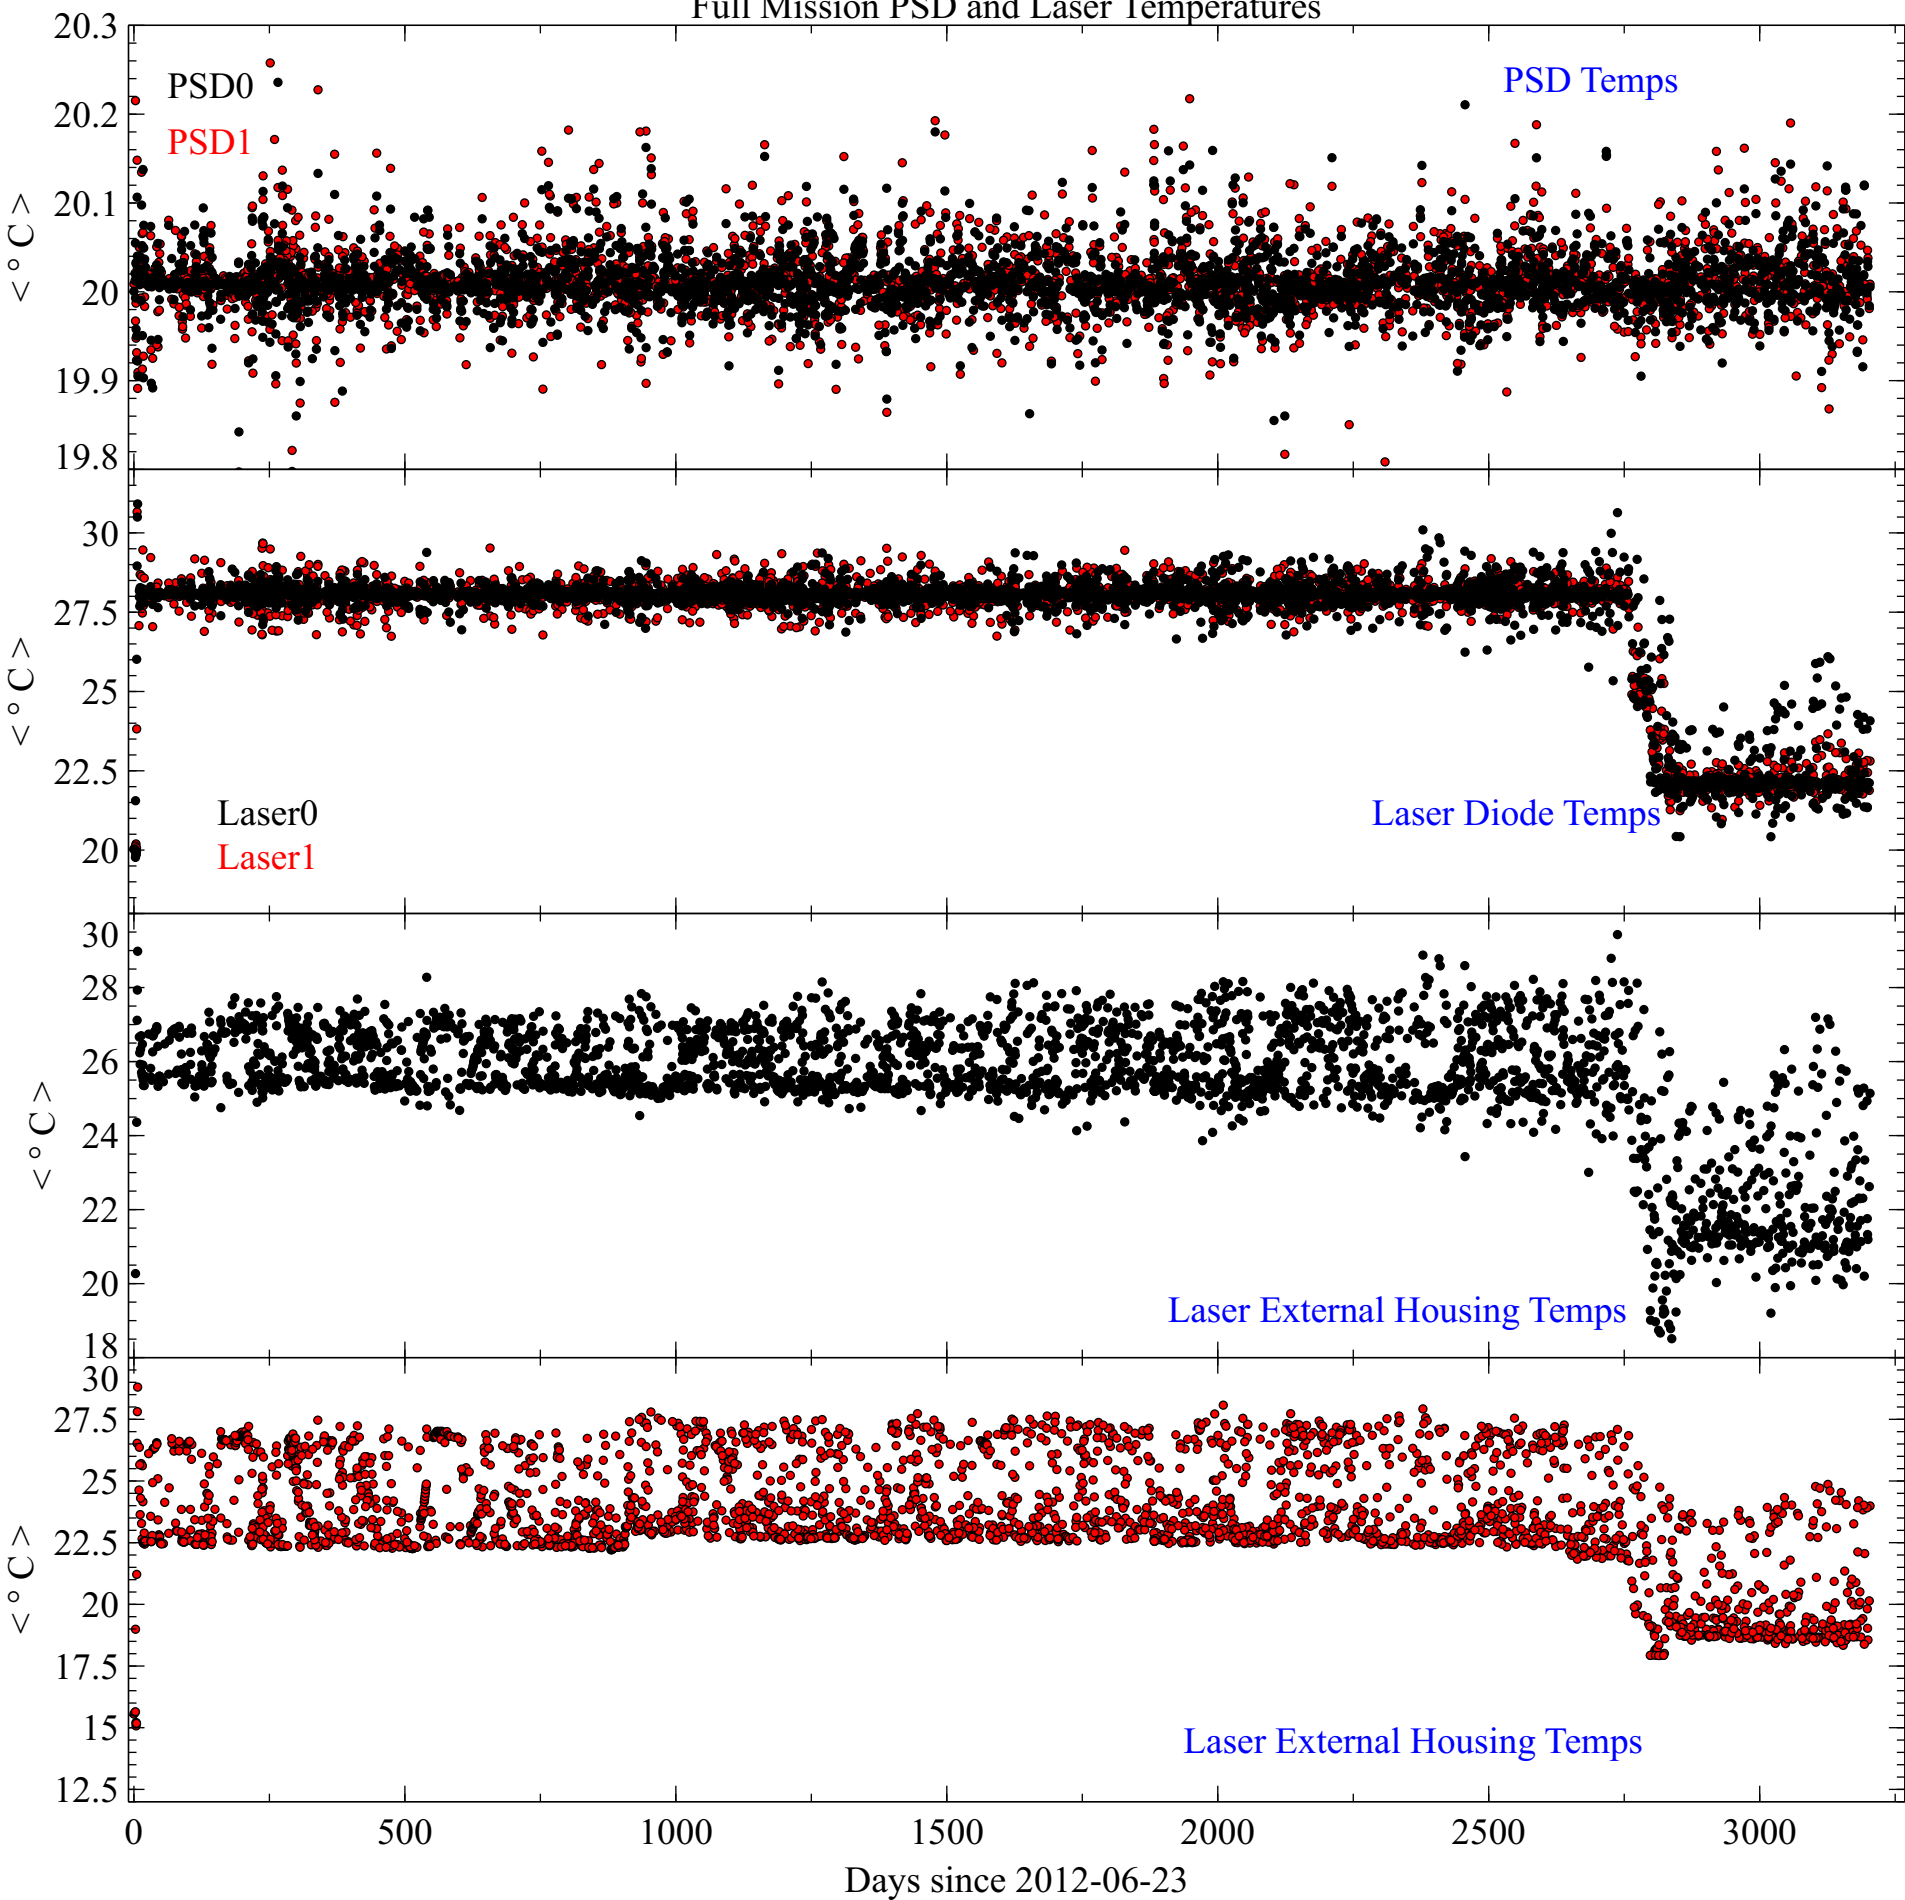 Full Mission PSD and Laser Temperatures
20.3
20.2
20.1
20
19.9
19.8
< ° C >
PSD0
PSD1
PSD Temps
30
27.5
25
22.5
20
< ° C >
Laser0
Laser1
Laser Diode Temps
30
28
26
24
22
20
18
< ° C >
Laser External Housing Temps
30
27.5
25
22.5
20
17.5
15
12.5
< ° C >
Laser External Housing Temps
0 500 1000 1500 2000 2500 3000
Days since 2012-06-23